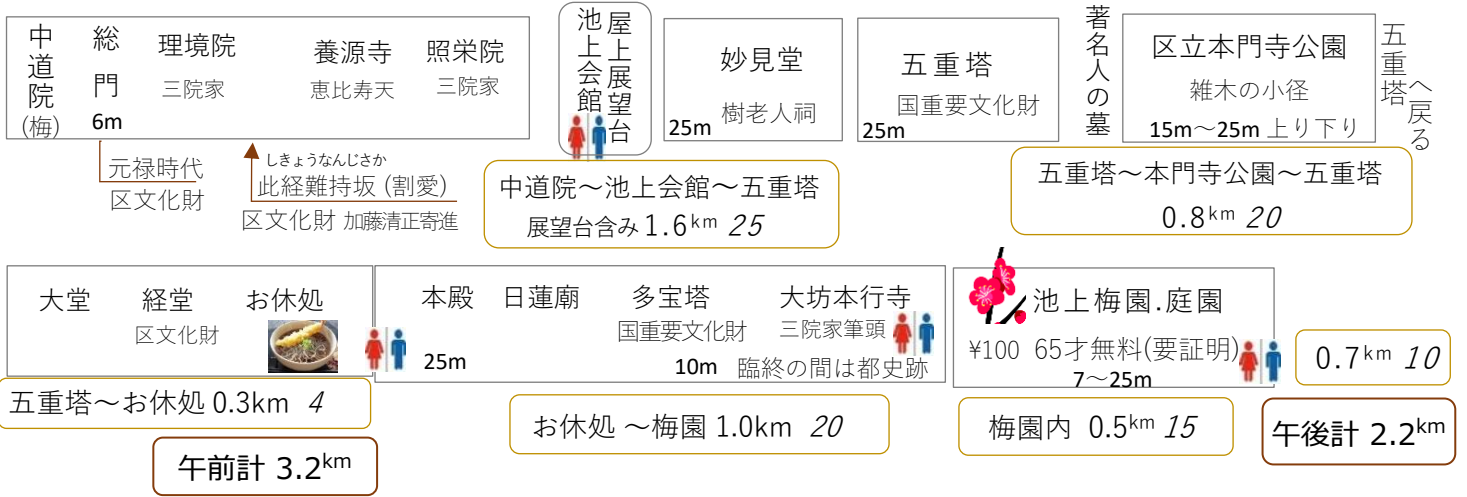 中道院
(梅)
総門
6m
理境院
三院家
養源寺
恵比寿天
照栄院
三院家
元禄時代
区文化財
しきょうなんじさか
此経難持坂 (割愛)
区文化財 加藤清正寄進
池上会館
屋上展望台
妙見堂
樹老人祠
25m
五重塔
国重要文化財
25m
著名人の墓
区立本門寺公園
雑木の小径
15m～25m 上り下り
五重塔へ戻る
中道院～池上会館～五重塔
展望台含み 1.6km 25
五重塔～本門寺公園～五重塔
0.8km 20
大堂
経堂
区文化財
お休処
本殿
25m
日蓮廟
多宝塔
国重要文化財
10m
大坊本行寺
三院家筆頭
臨終の間は都史跡
池上梅園.庭園
¥100 65才無料(要証明)
7～25m
0.7km 10
五重塔～お休処 0.3km 4
お休処 ～梅園 1.0km 20
梅園内 0.5km 15
午後計 2.2km
午前計 3.2km